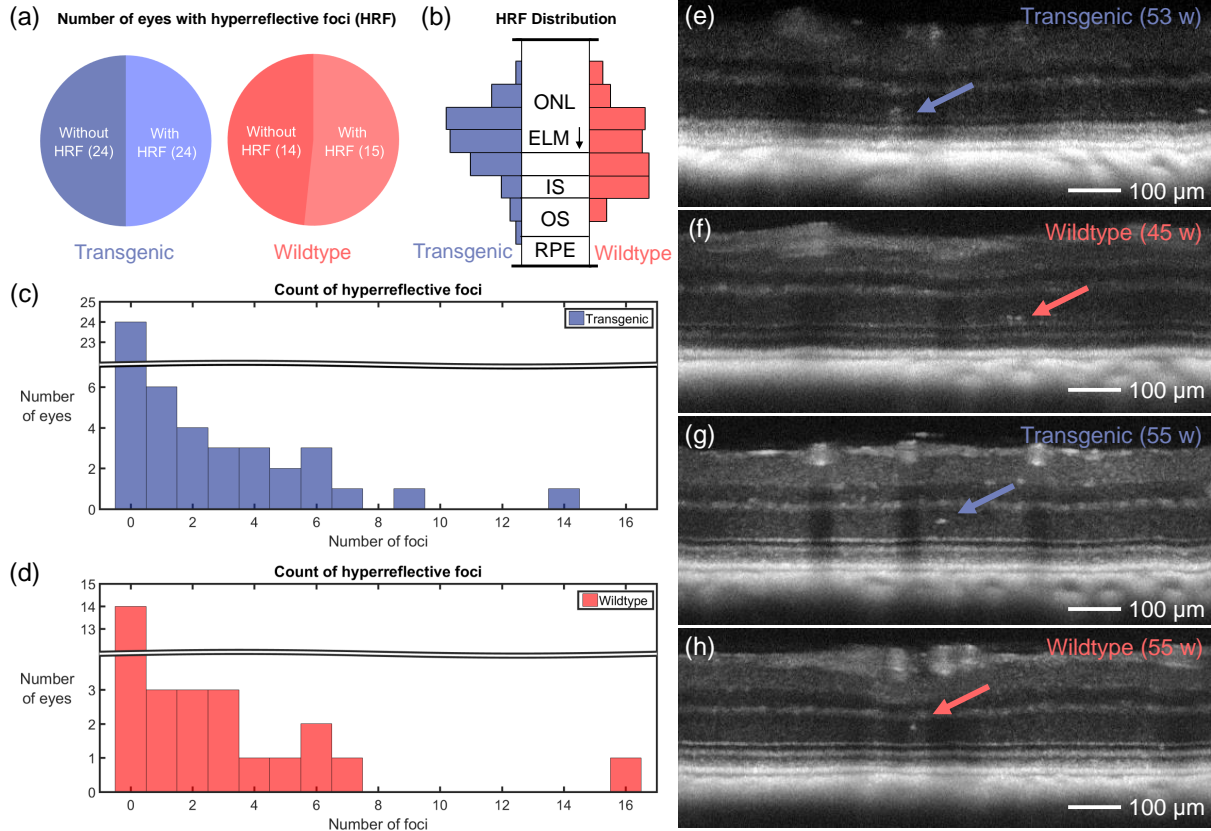 Number of eyes with hyperreflective foci (HRF)
(a)
Without
HRF (24)
With
HRF (24)
Without
HRF (14)
With
HRF (15)
Transgenic
Wildtype
(b)
HRF Distribution
ONL
ELM
IS
OS
RPE
Transgenic
Wildtype
(c)
Count of hyperreflective foci
Transgenic
25
24
23
6
4
2
0
Number
of eyes
0 2 4 6 8 10 12 14 16
Number of foci
(d)
Count of hyperreflective foci
Wildtype
15
14
13
3
2
1
0
Number
of eyes
0 2 4 6 8 10 12 14 16
Number of foci
(e)
Transgenic (53 w)
100 µm
(f)
Wildtype (45 w)
100 µm
(g)
Transgenic (55 w)
100 µm
(h)
Wildtype (55 w)
100 µm